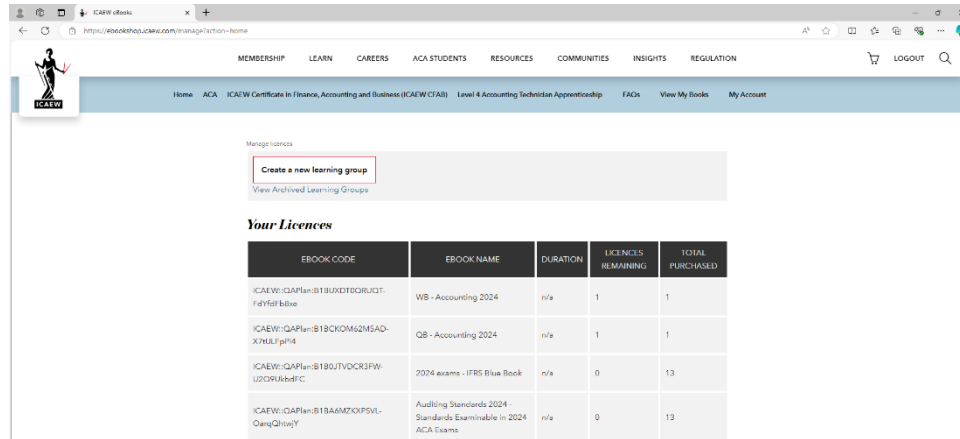 ICAEW eBooks
https://ebookshop.icaew.com/manage?action=home
MEMBERSHIP LEARN CAREERS ACA STUDENTS RESOURCES COMMUNITIES INSIGHTS REGULATION LOGOUT
ICAEW
Home ACA ICAEW Certificate in Finance, Accounting and Business (ICAEW CFAB) Level 4 Accounting Technician Apprenticeship FAQs View My Books My Account
Manage licences
Create a new learning group
View Archived Learning Groups
Your Licences
EBOOK CODE EBOOK NAME DURATION LICENCES REMAINING TOTAL PURCHASED
WB - Accounting 2024 n/a 1 1
QB - Accounting 2024 n/a 1 1
2024 exams - IFRS Blue Book n/a 0 13
Auditing Standards 2024 -
Standards Examinable in 2024 n/a 0 13
ACA Exams